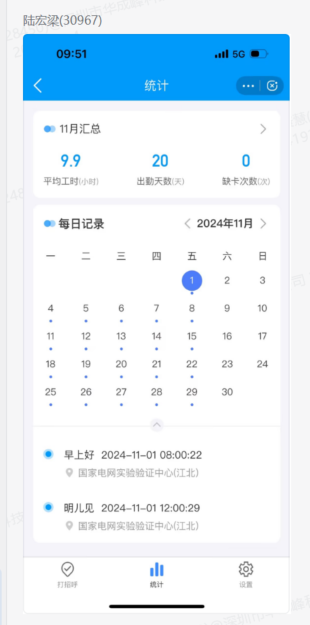 陆宏梁(30967)
09:51 5G
统计
11月汇总
9.9 20 0
平均工时(小时) 出勤天数(天) 缺卡次数(次)
每日记录 2024年11月
一 二 三 四 五 六 日
1 2 3
4 5 6 7 8 9 10
11 12 13 14 15 16 17
18 19 20 21 22 23 24
25 26 27 28 29 30
早上好 2024-11-01 08:00:22
国家电网实验验证中心(江北)
明儿见 2024-11-01 12:00:29
国家电网实验验证中心(江北)
打招呼 统计 设置